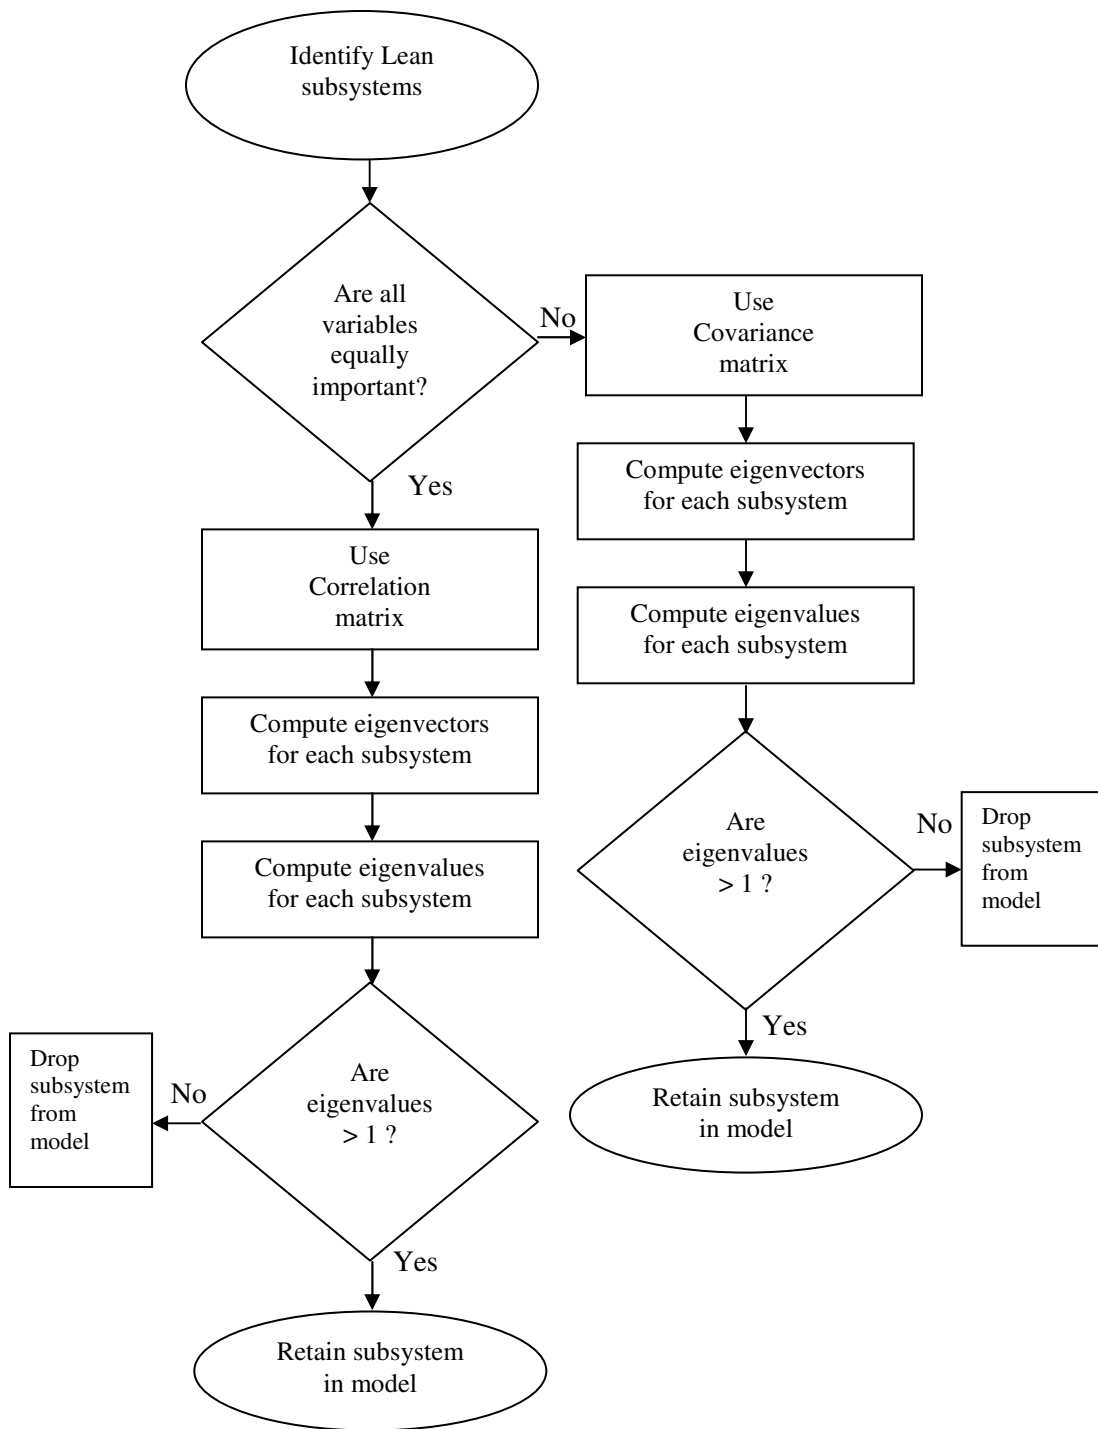 Identify Lean
subsystems
Are all
variables
equally
important?
No
Use
Covariance
matrix
Compute eigenvectors
for each subsystem
Compute eigenvalues
for each subsystem
Are
eigenvalues
> 1 ?
No
Drop
subsystem
from
model
Yes
Retain subsystem
in model
Yes
Use
Correlation
matrix
Compute eigenvectors
for each subsystem
Compute eigenvalues
for each subsystem
Are
eigenvalues
> 1 ?
No
Drop
subsystem
from
model
Yes
Retain subsystem
in model